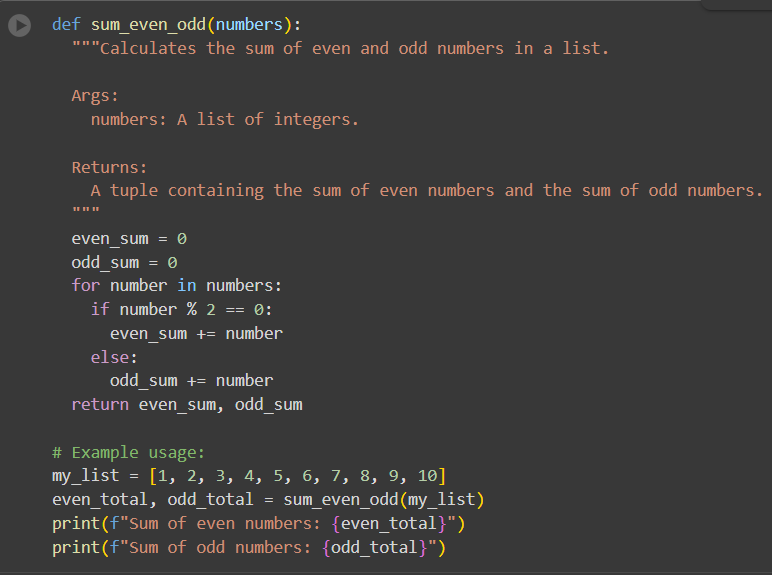 def sum_even_odd(numbers):
  """Calculates the sum of even and odd numbers in a list.

  Args:
    numbers: A list of integers.

  Returns:
    A tuple containing the sum of even numbers and the sum of odd numbers.
  """
  even_sum = 0
  odd_sum = 0
  for number in numbers:
    if number % 2 == 0:
      even_sum += number
    else:
      odd_sum += number
  return even_sum, odd_sum

# Example usage:
my_list = [1, 2, 3, 4, 5, 6, 7, 8, 9, 10]
even_total, odd_total = sum_even_odd(my_list)
print(f"Sum of even numbers: {even_total}")
print(f"Sum of odd numbers: {odd_total}")